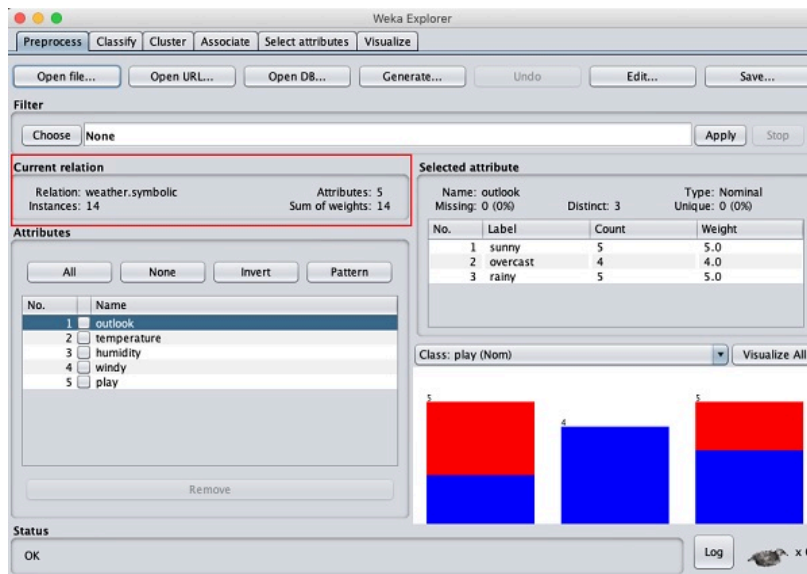 Weka Explorer
Preprocess Classify Cluster Associate Select attributes Visualize
Open file... Open URL... Open DB... Generate... Undo Edit... Save...
Filter
Choose None Apply Stop
Current relation
Relation: weather.symbolic Attributes: 5
Instances: 14 Sum of weights: 14
Attributes
All None Invert Pattern
No. Name
1 outlook
2 temperature
3 humidity
4 windy
5 play
Remove
Selected attribute
Name: outlook Type: Nominal
Missing: 0 (0%) Distinct: 3 Unique: 0 (0%)
No. Label Count Weight
1 sunny 5 5.0
2 overcast 4 4.0
3 rainy 5 5.0
Class: play (Nom) Visualize All
5 4 5
Status
OK
Log x